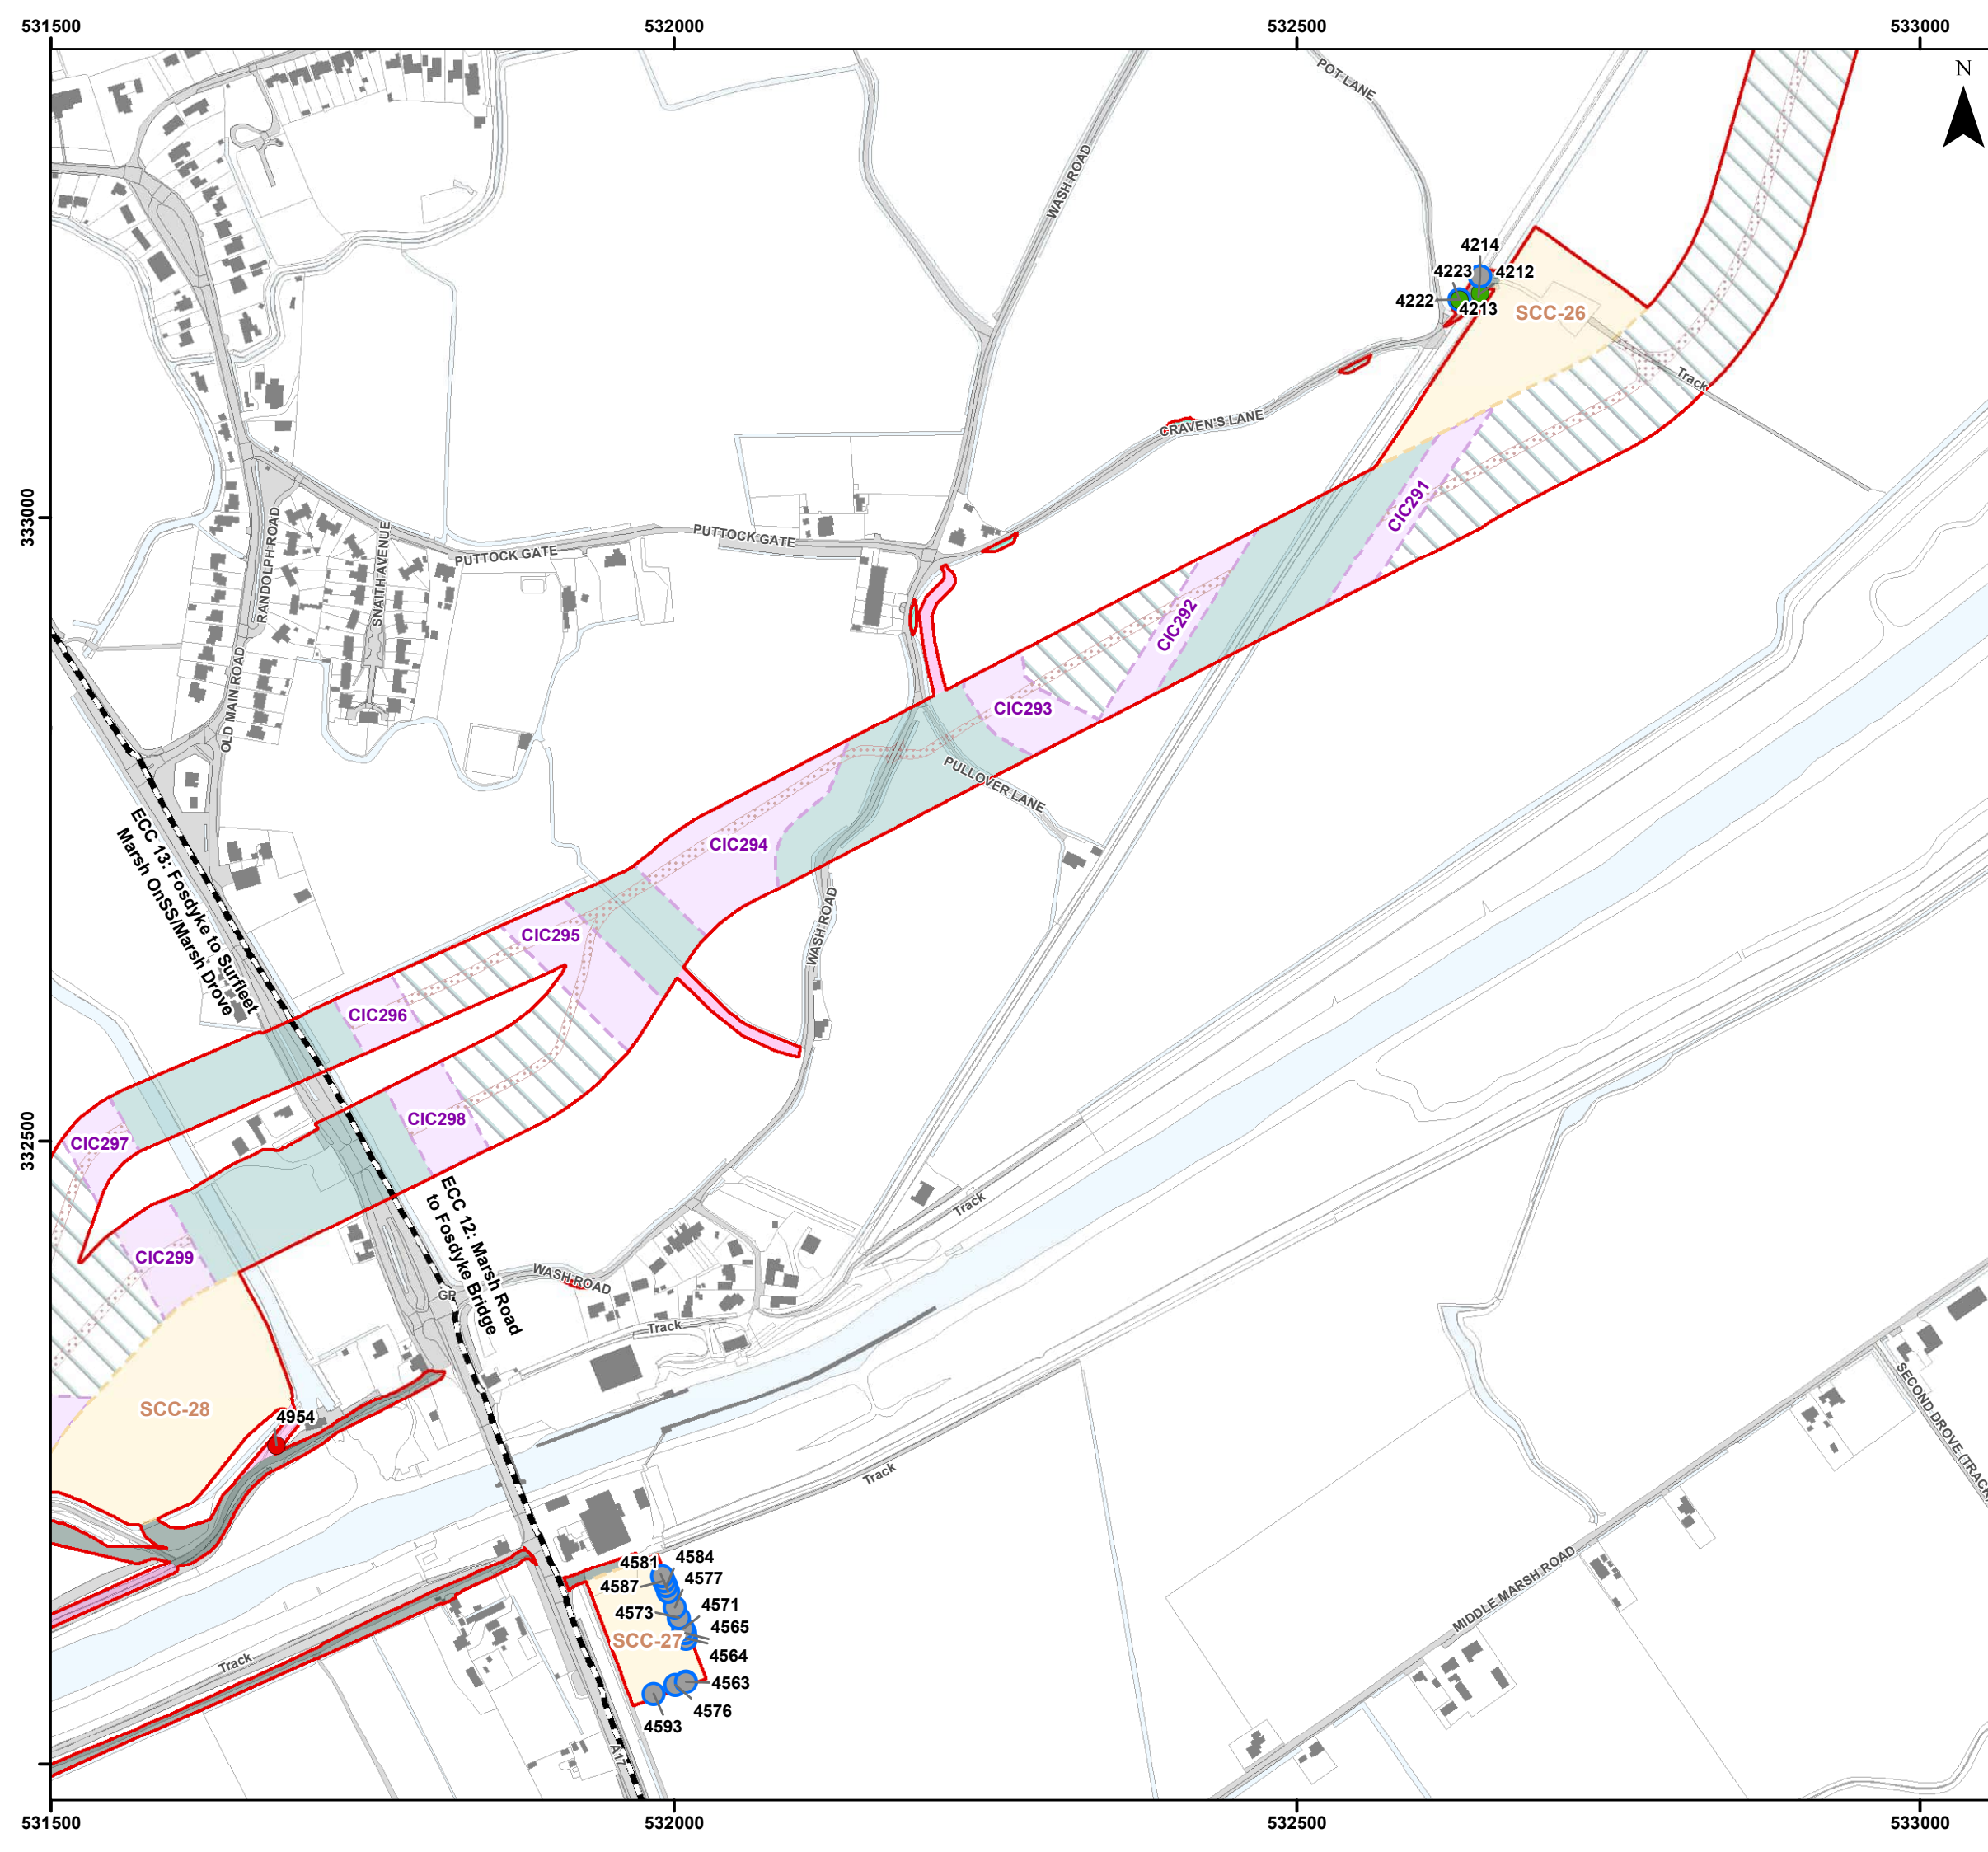 531500
532000
532500
533000
N
POT LANE
WASH ROAD
4214
4223
4212
4222
4213
SCC-26
Track
CRAVEN'S LANE
CIC291
333000
RANDOLPH ROAD
SNAITH AVENUE
PUTTOCK GATE
PUTTOCK GATE
OLD MAIN ROAD
CIC292
CIC293
PULLOVER LANE
CIC294
WASH ROAD
ECC 13: Fosdyke to Surfleet
Marsh OnSS/Marsh Drove
CIC295
CIC296
332500
CIC297
CIC298
CIC299
ECC 12: Marsh Road
to Fosdyke Bridge
GP
WASH ROAD
Track
Track
SCC-28
4954
Track
SECOND DROVE (TRACK
MIDDLE MARSH ROAD
4581
4584
4587
4577
4573
4571
4565
SCC-27
4564
4563
4576
4593
Track
A17
531500
532000
532500
533000